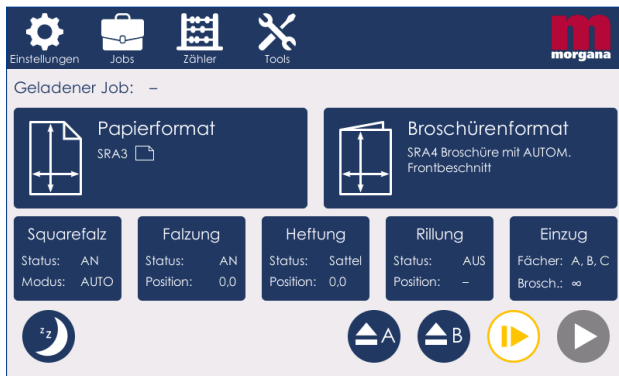 Einstellungen
Jobs
Zähler
Tools
morgana
Geladener Job: –
Papierformat
SRA3
Broschürenformat
SRA4 Broschüre mit AUTOM.
Frontbeschnitt
Squarefalz
Status: AN
Modus: AUTO
Falzung
Status: AN
Position: 0,0
Heftung
Status: Sattel
Position: 0,0
Rillung
Status: AUS
Position: –
Einzug
Fächer: A, B, C
Brosch.: ∞
zz
A
B